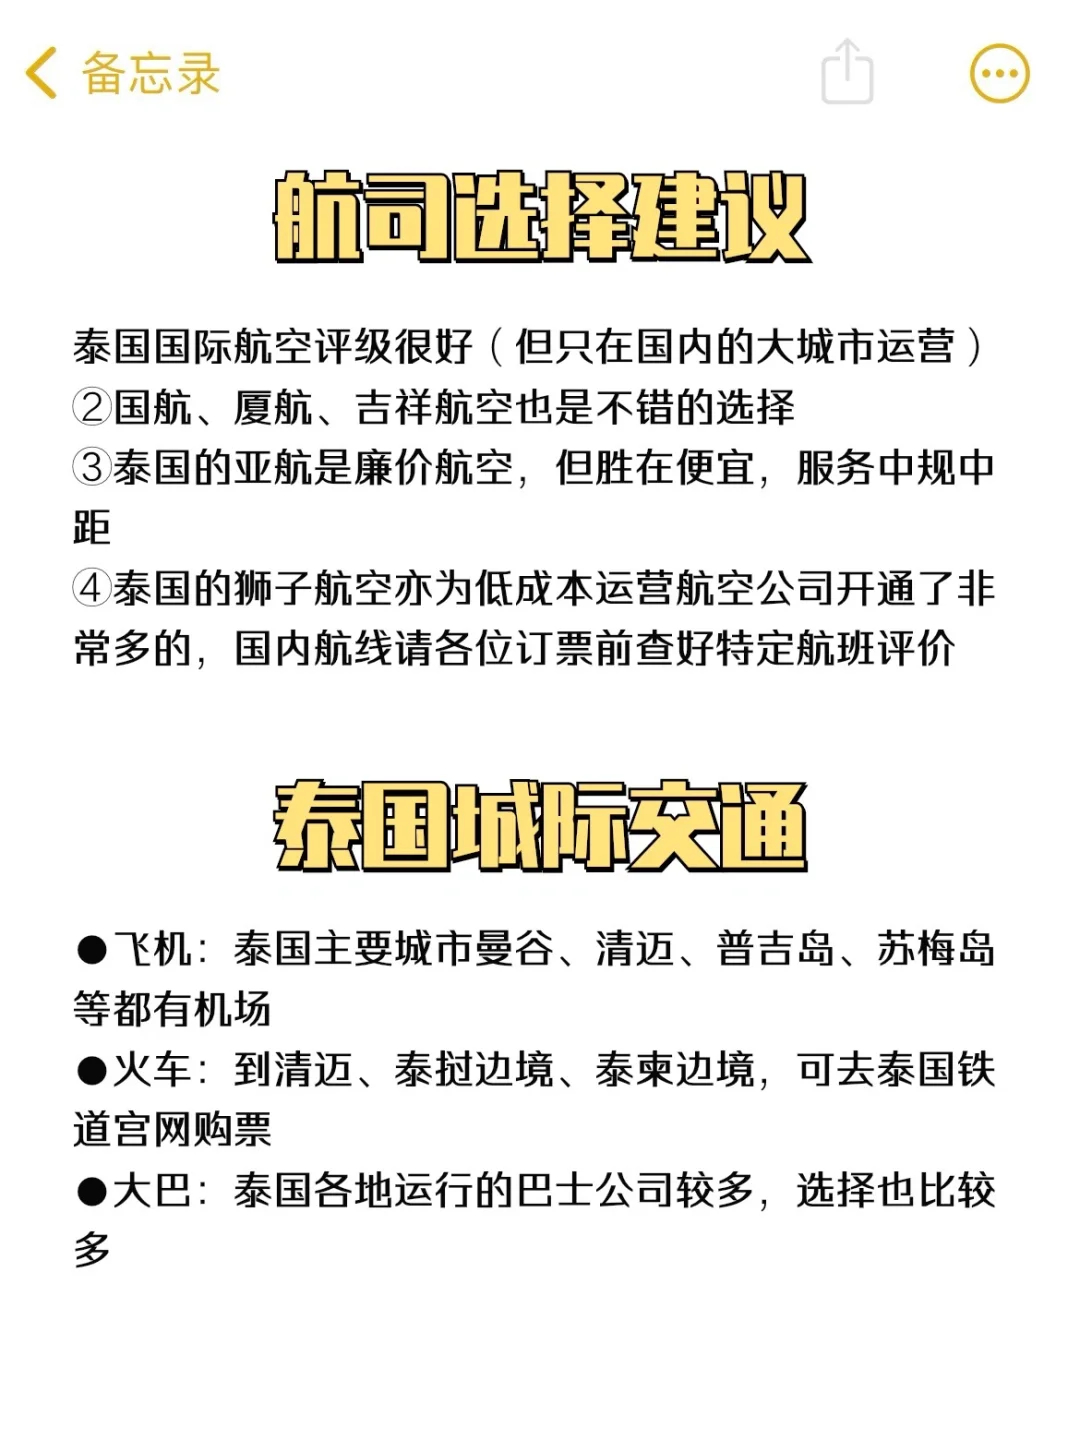 备忘录
航司选择建议
泰国国际航空评级很好（但只在国内的大城市运营）
②国航、厦航、吉祥航空也是不错的选择
③泰国的亚航是廉价航空，但胜在便宜，服务中规中
距
④泰国的狮子航空亦为低成本运营航空公司开通了非
常多的，国内航线请各位订票前查好特定航班评价
泰国城际交通
●飞机：泰国主要城市曼谷、清迈、普吉岛、苏梅岛
等都有机场
●火车：到清迈、泰挝边境、泰柬边境，可去泰国铁
道宫网购票
●大巴：泰国各地运行的巴士公司较多，选择也比较
多